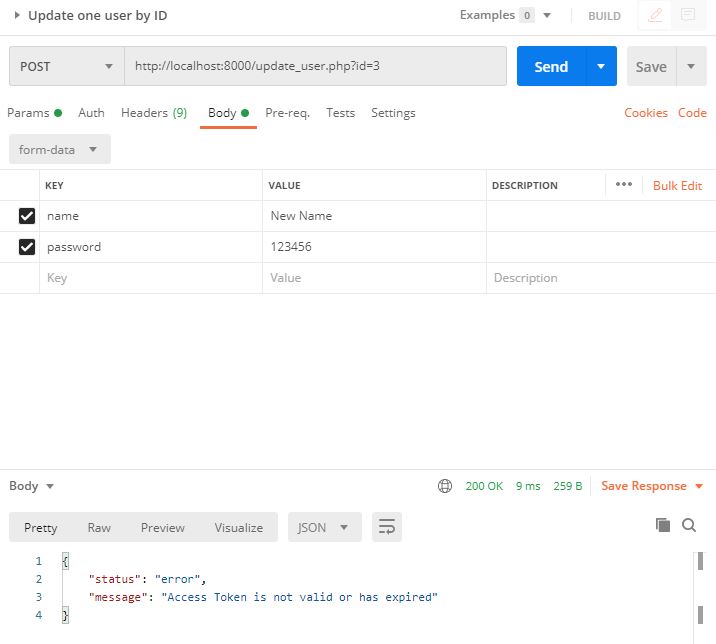 Update one user by ID Examples 0 BUILD
POST http://localhost:8000/update_user.php?id=3 Send Save
Params Auth Headers (9) Body Pre-req. Tests Settings Cookies Code
form-data
KEY VALUE DESCRIPTION ••• Bulk Edit
name New Name
password 123456
Key Value Description
Body 200 OK 9 ms 259 B Save Response
Pretty Raw Preview Visualize JSON
1 {
2 "status": "error",
3 "message": "Access Token is not valid or has expired"
4 }